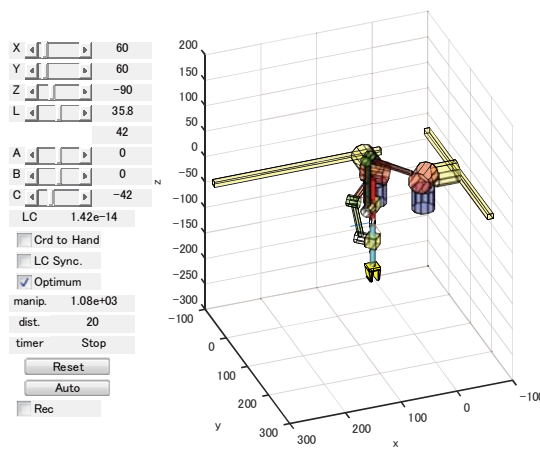 X 60
Y 60
Z -90
L 35.8
42
A 0
B 0
C -42
LC 1.42e-14
Crd to Hand
LC Sync.
Optimum
manip. 1.08e+03
dist. 20
timer Stop
Reset
Auto
Rec
200
150
100
50
0
-50
-100
-150
-200
-250
-300
z
-100
0
100
200
300
y
300
200
100
0
-100
x